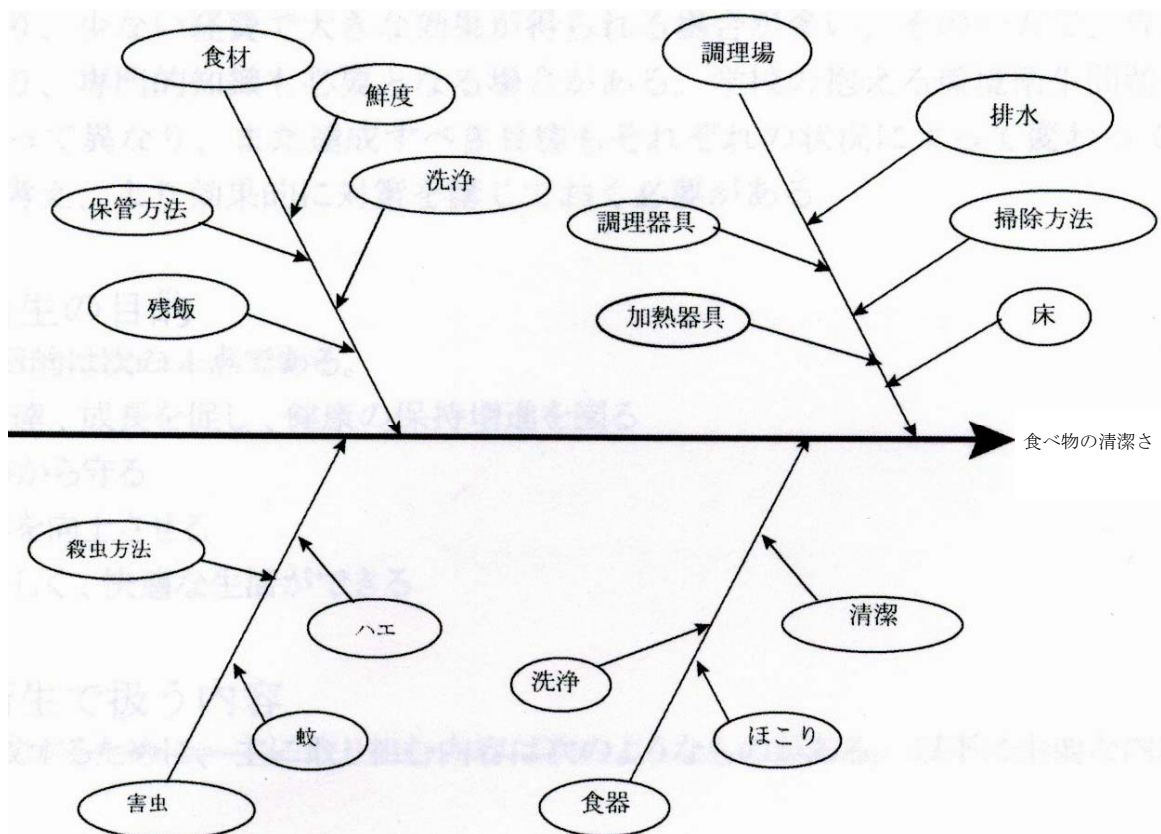 食材
鮮度
洗浄
保管方法
残飯
調理場
排水
調理器具
掃除方法
加熱器具
床
食べ物の清潔さ
殺虫方法
ハエ
蚊
害虫
清潔
洗浄
ほこり
食器